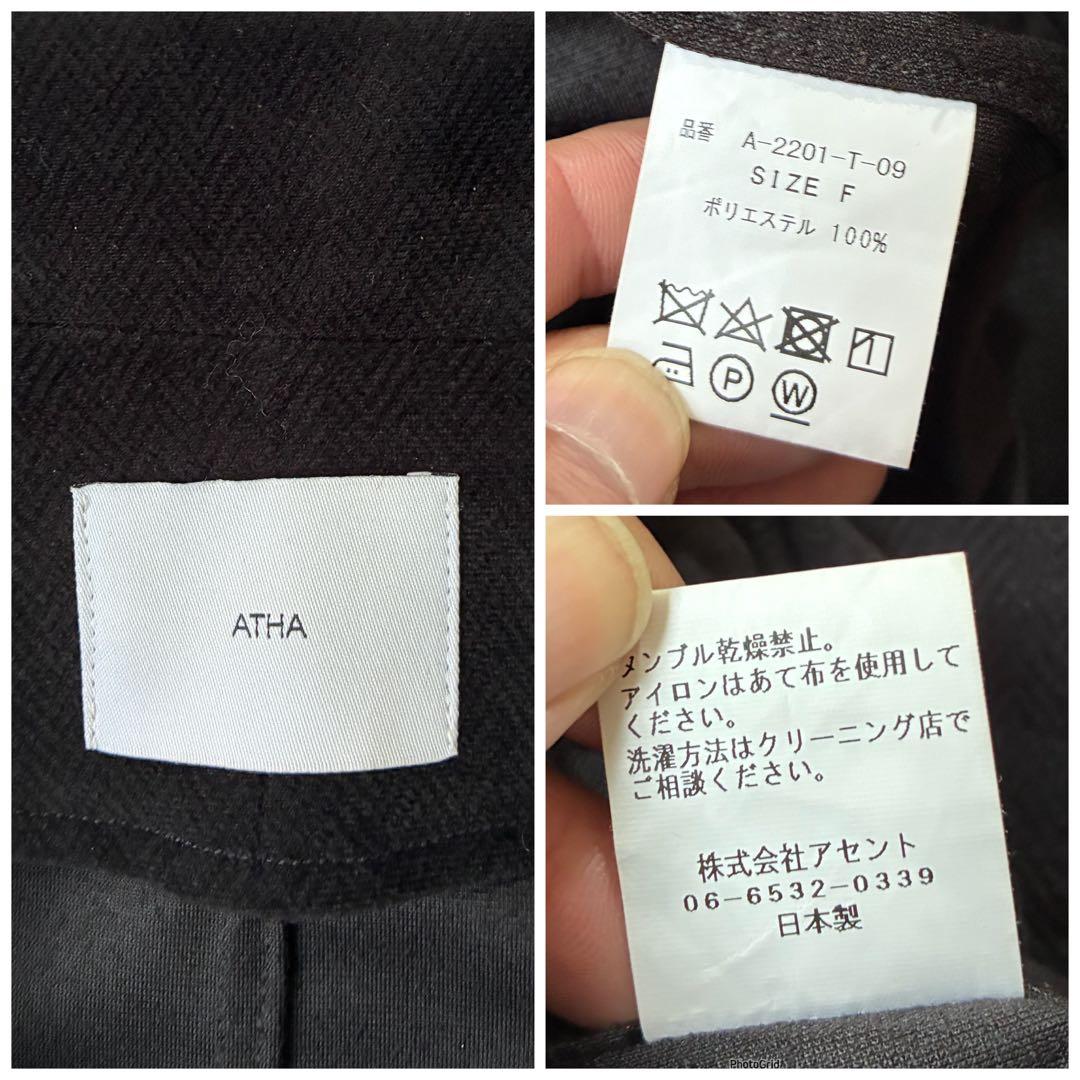 ATHA
品番 A-2201-T-09
SIZE F
ポリエステル 100%
P
W
タンブル乾燥禁止。
アイロンはあて布を使用して
ください。
洗濯方法はクリーニング店で
ご相談ください。
株式会社アセント
06-6532-0339
日本製
PhotoGrid